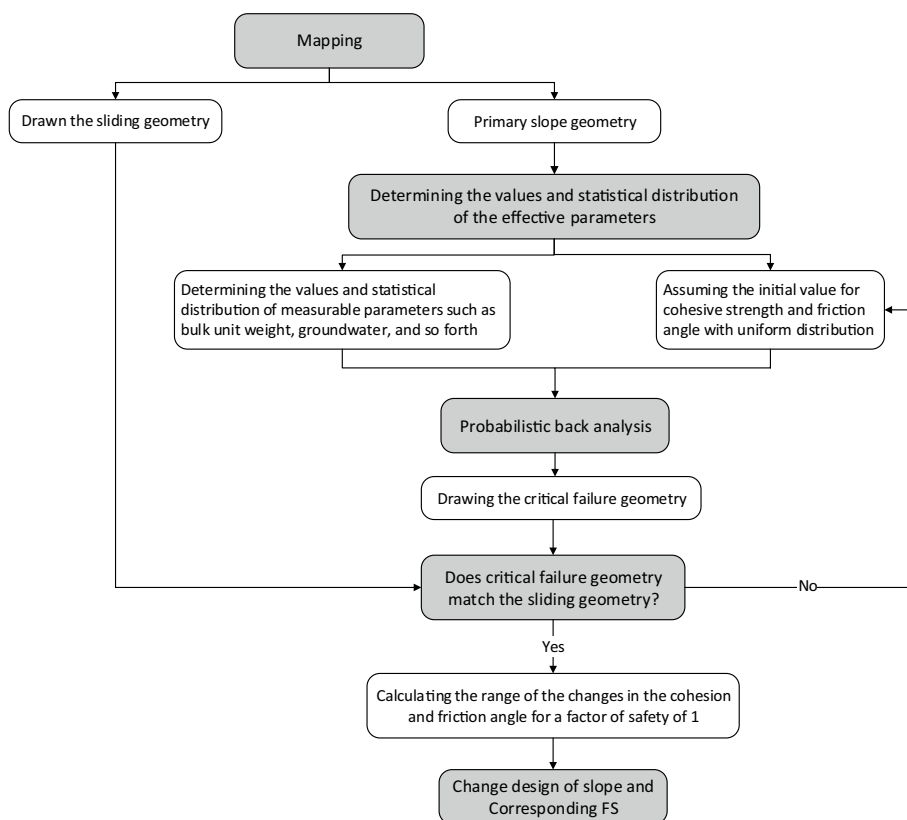 Mapping
Drawn the sliding geometry
Primary slope geometry
Determining the values and statistical distribution
of the effective parameters
Determining the values and statistical
distribution of measurable parameters such as
bulk unit weight, groundwater, and so forth
Assuming the initial value for
cohesive strength and friction
angle with uniform distribution
Probabilistic back analysis
Drawing the critical failure geometry
Does critical failure geometry
match the sliding geometry?
No
Yes
Calculating the range of the changes in the cohesion
and friction angle for a factor of safety of 1
Change design of slope and
Corresponding FS